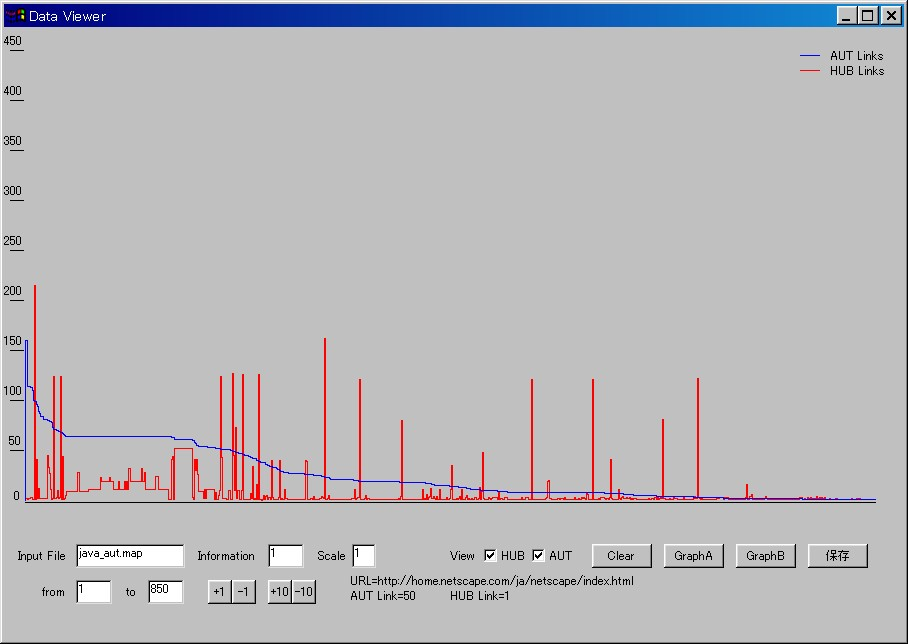 Data Viewer
450
400
350
300
250
200
150
100
50
0
AUT Links
HUB Links
Input File java_aut.map Information 1 Scale 1 View HUB AUT Clear GraphA GraphB 保存
from 1 to 850 +1 -1 +10 -10
URL=http://home.netscape.com/ja/netscape/index.html
AUT Link=50 HUB Link=1